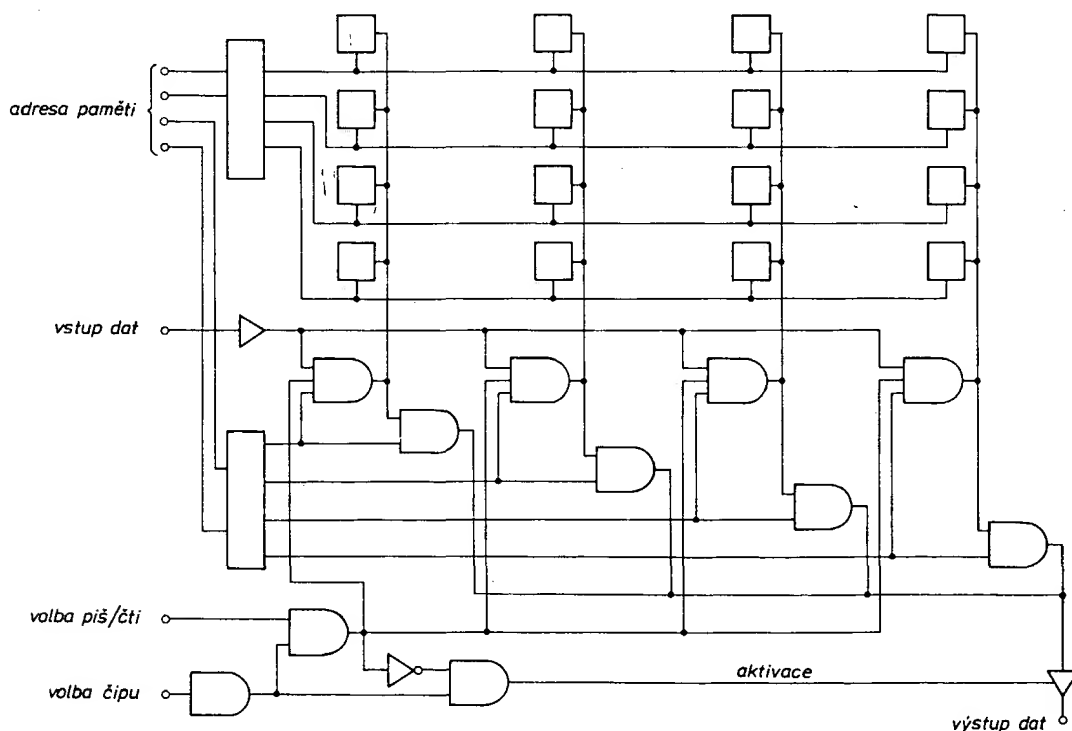 adresa paměti
vstup dat
volba piš/čti
volba čipu
aktivace
výstup dat